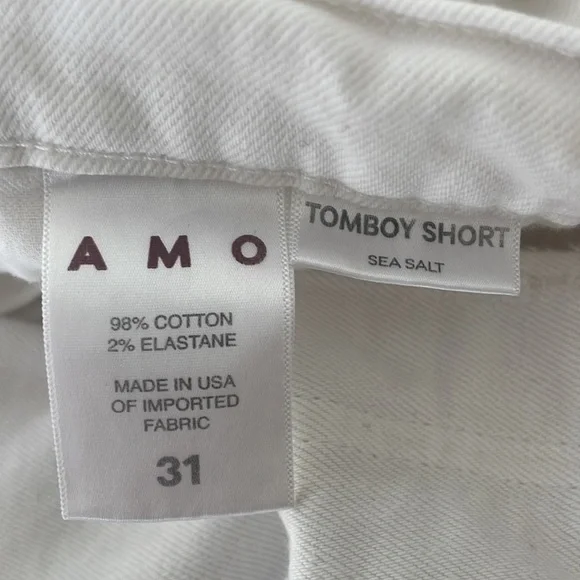 AMO
98% COTTON
2% ELASTANE
MADE IN USA
OF IMPORTED
FABRIC
31
TOMBOY SHORT
SEA SALT